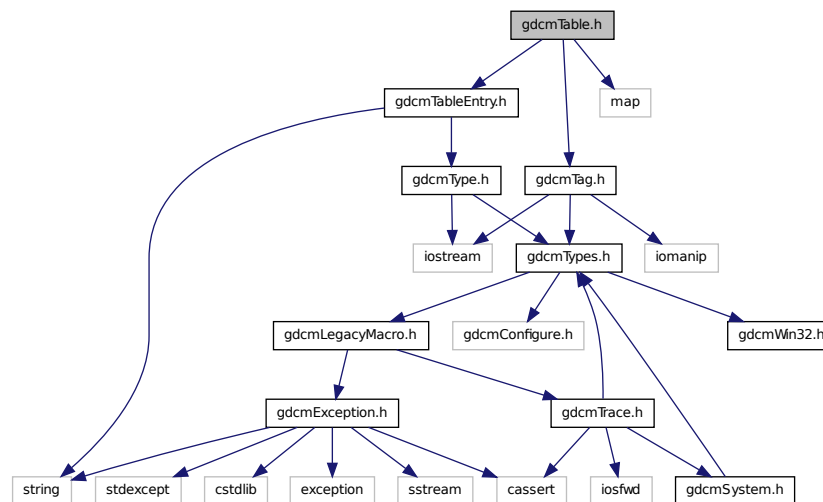 gdcmTable.h
gdcmTableEntry.h
map
gdcmType.h
gdcmTag.h
iostream
gdcmTypes.h
iomanip
gdcmLegacyMacro.h
gdcmConfigure.h
gdcmWin32.h
gdcmException.h
gdcmTrace.h
string
stdexcept
cstdlib
exception
sstream
cassert
iosfwd
gdcmSystem.h